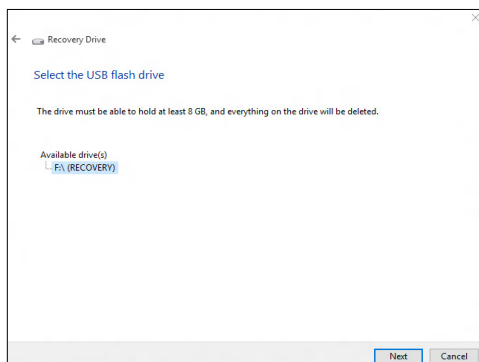 Recovery Drive
Select the USB flash drive
The drive must be able to hold at least 8 GB, and everything on the drive will be deleted.
Available drive(s)
F:\ (RECOVERY)
Next Cancel